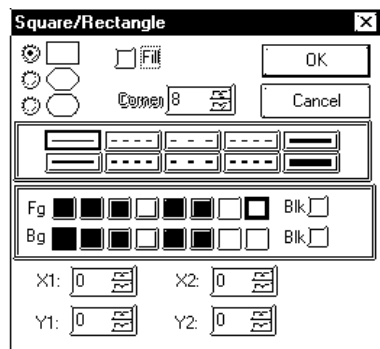 Square/Rectangle
Fill
OK
Corner 8
Cancel
Fg Blk
Bg Blk
X1: 0 X2: 0
Y1: 0 Y2: 0